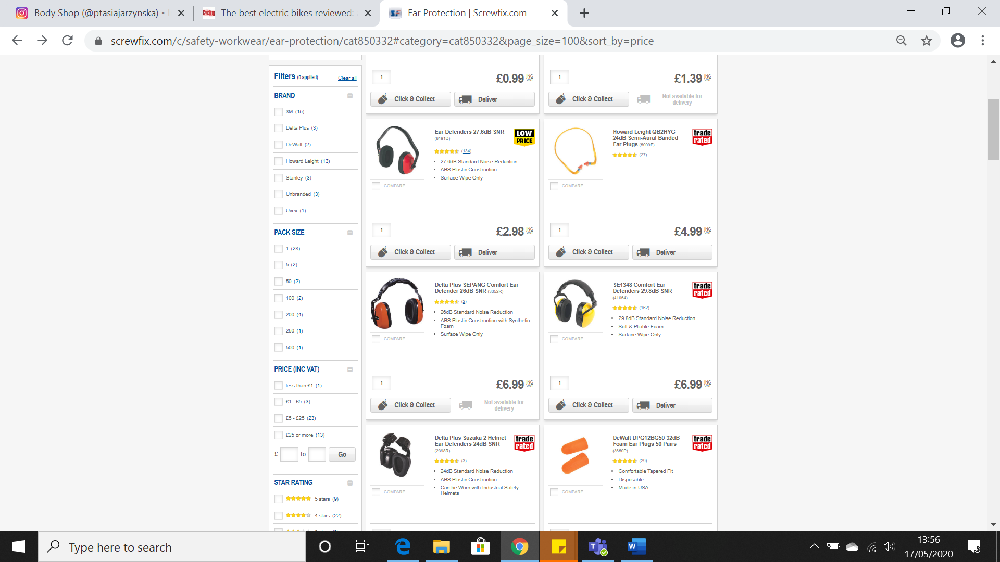 Body Shop (@ptasiajarzynska) •
The best electric bikes reviewed:
Ear Protection | Screwfix.com
screwfix.com/c/safety-workwear/ear-protection/cat850332#category=cat850332&page_size=100&sort_by=price
Filters (0 applied)
Clear all
BRAND
3M (15)
Delta Plus (3)
DeWalt (2)
Howard Leight (13)
Stanley (3)
Unbranded (3)
Uvex (1)
PACK SIZE
1 (28)
5 (2)
50 (2)
100 (2)
200 (4)
250 (1)
500 (1)
PRICE (INC VAT)
less than £1 (1)
£1 - £5 (3)
£5 - £25 (23)
£25 or more (13)
£ to Go
STAR RATING
5 stars (9)
4 stars (22)
1 £0.99 INC VAT
Click & Collect Deliver
1 £1.39 INC VAT
Click & Collect Not available for
delivery
Ear Defenders 27.6dB SNR
(6191D)
LOW
PRICE
(134)
• 27.6dB Standard Noise Reduction
• ABS Plastic Construction
• Surface Wipe Only
COMPARE
1 £2.98 INC VAT
Click & Collect Deliver
Howard Leight QB2HYG
24dB Semi-Aural Banded
Ear Plugs (5009F)
trade
rated
(27)
COMPARE
1 £4.99 INC VAT
Click & Collect Deliver
Delta Plus SEPANG Comfort Ear
Defender 26dB SNR (3352R)
(2)
• 26dB Standard Noise Reduction
• ABS Plastic Construction with Synthetic
Foam
• Surface Wipe Only
COMPARE
1 £6.99 INC VAT
Click & Collect Not available for
delivery
SE1348 Comfort Ear
Defenders 29.8dB SNR
(41054)
trade
rated
(162)
• 29.8dB Standard Noise Reduction
• Soft & Pliable Foam
• Surface Wipe Only
COMPARE
1 £6.99 INC VAT
Click & Collect Deliver
Delta Plus Suzuka 2 Helmet
Ear Defenders 24dB SNR
(2398R)
trade
rated
(3)
• 24dB Standard Noise Reduction
• ABS Plastic Construction
• Can be Worn with Industrial Safety
Helmets
COMPARE
DeWalt DPG12BG50 32dB
Foam Ear Plugs 50 Pairs
(3650P)
trade
rated
(29)
• Comfortable Tapered Fit
• Disposable
• Made in USA
COMPARE
Type here to search
13:56
17/05/2020